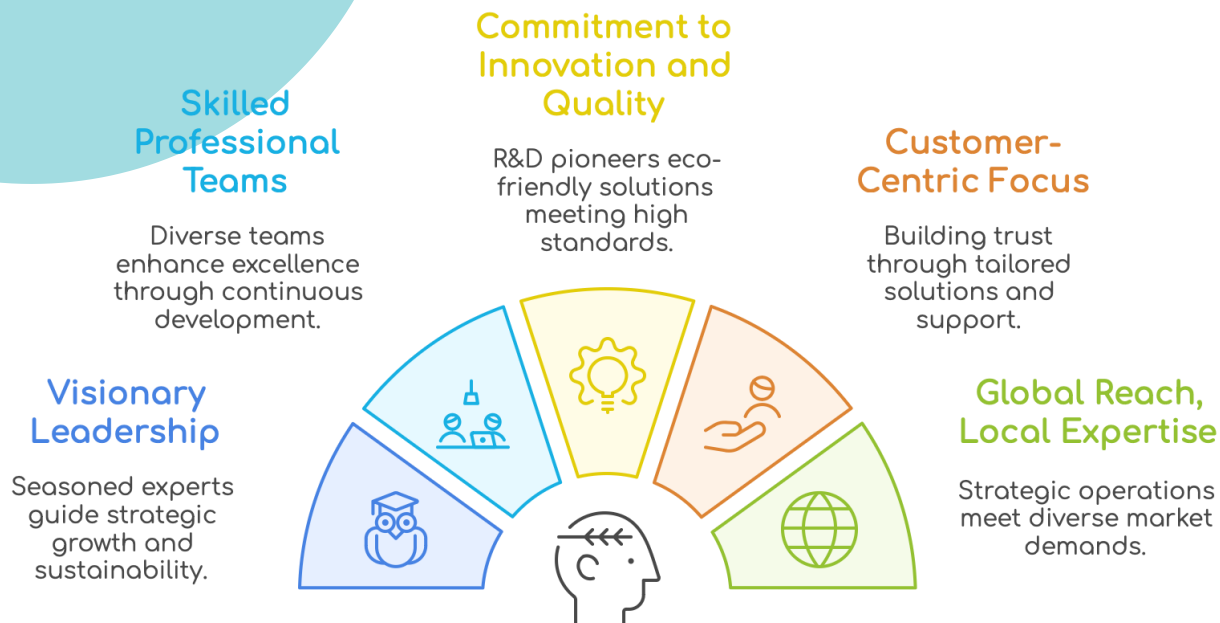 Commitment to
Innovation and
Quality
R&D pioneers eco-
friendly solutions
meeting high
standards.
Skilled
Professional
Teams
Diverse teams
enhance excellence
through continuous
development.
Customer-
Centric Focus
Building trust
through tailored
solutions and
support.
Visionary
Leadership
Seasoned experts
guide strategic
growth and
sustainability.
Global Reach,
Local Expertise
Strategic operations
meet diverse market
demands.